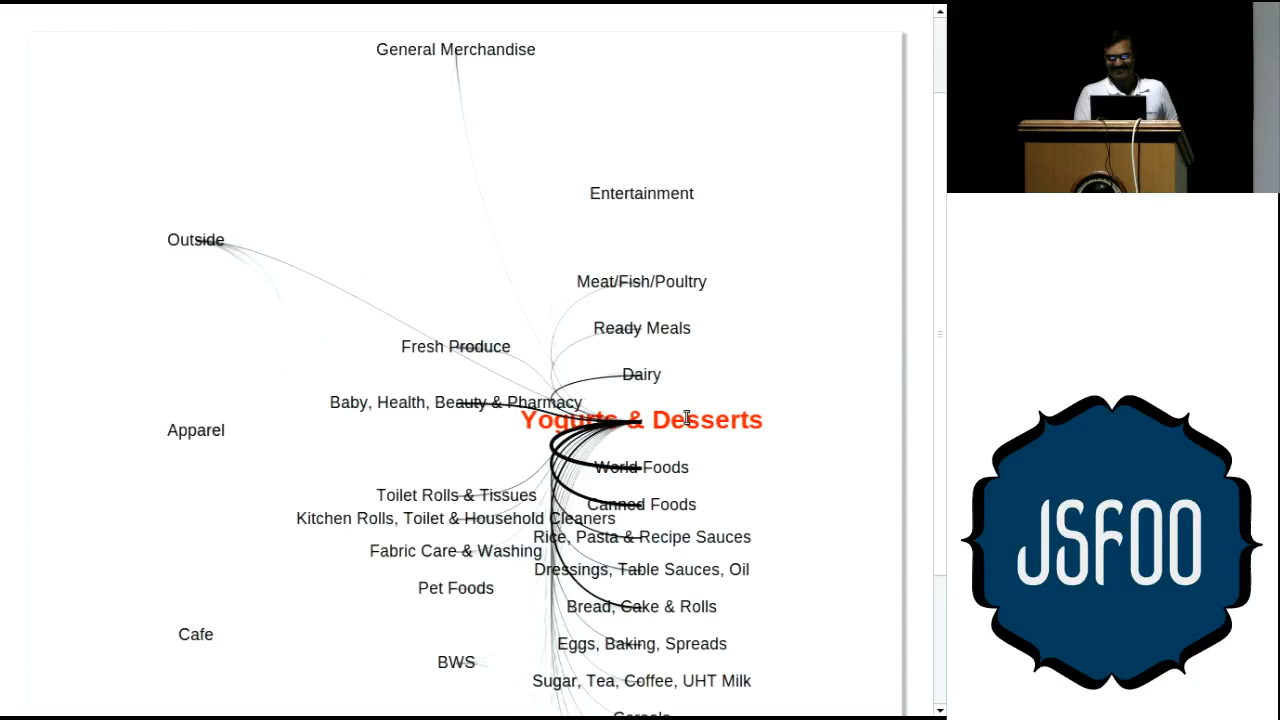 General Merchandise
Entertainment
Outside
Meat/Fish/Poultry
Ready Meals
Fresh Produce
Dairy
Baby, Health, Beauty & Pharmacy
Yogurts & Desserts
Apparel
World Foods
Toilet Rolls & Tissues
Canned Foods
Kitchen Rolls, Toilet & Household Cleaners
Rice, Pasta & Recipe Sauces
Fabric Care & Washing
Dressings, Table Sauces, Oil
Pet Foods
Bread, Cake & Rolls
Cafe
Eggs, Baking, Spreads
BWS
Sugar, Tea, Coffee, UHT Milk
Cereals
JSFOO